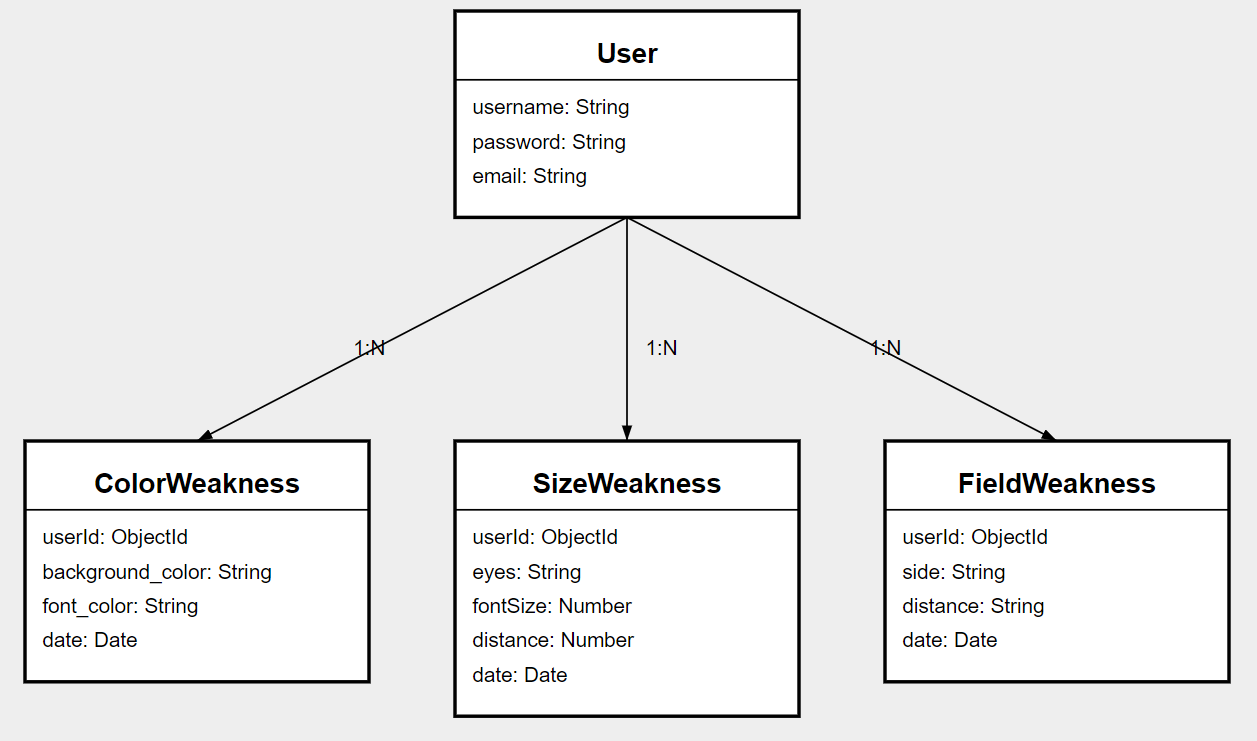 User
username: String
password: String
email: String
1:N
1:N
1:N
ColorWeakness
userId: ObjectId
background_color: String
font_color: String
date: Date
SizeWeakness
userId: ObjectId
eyes: String
fontSize: Number
distance: Number
date: Date
FieldWeakness
userId: ObjectId
side: String
distance: String
date: Date